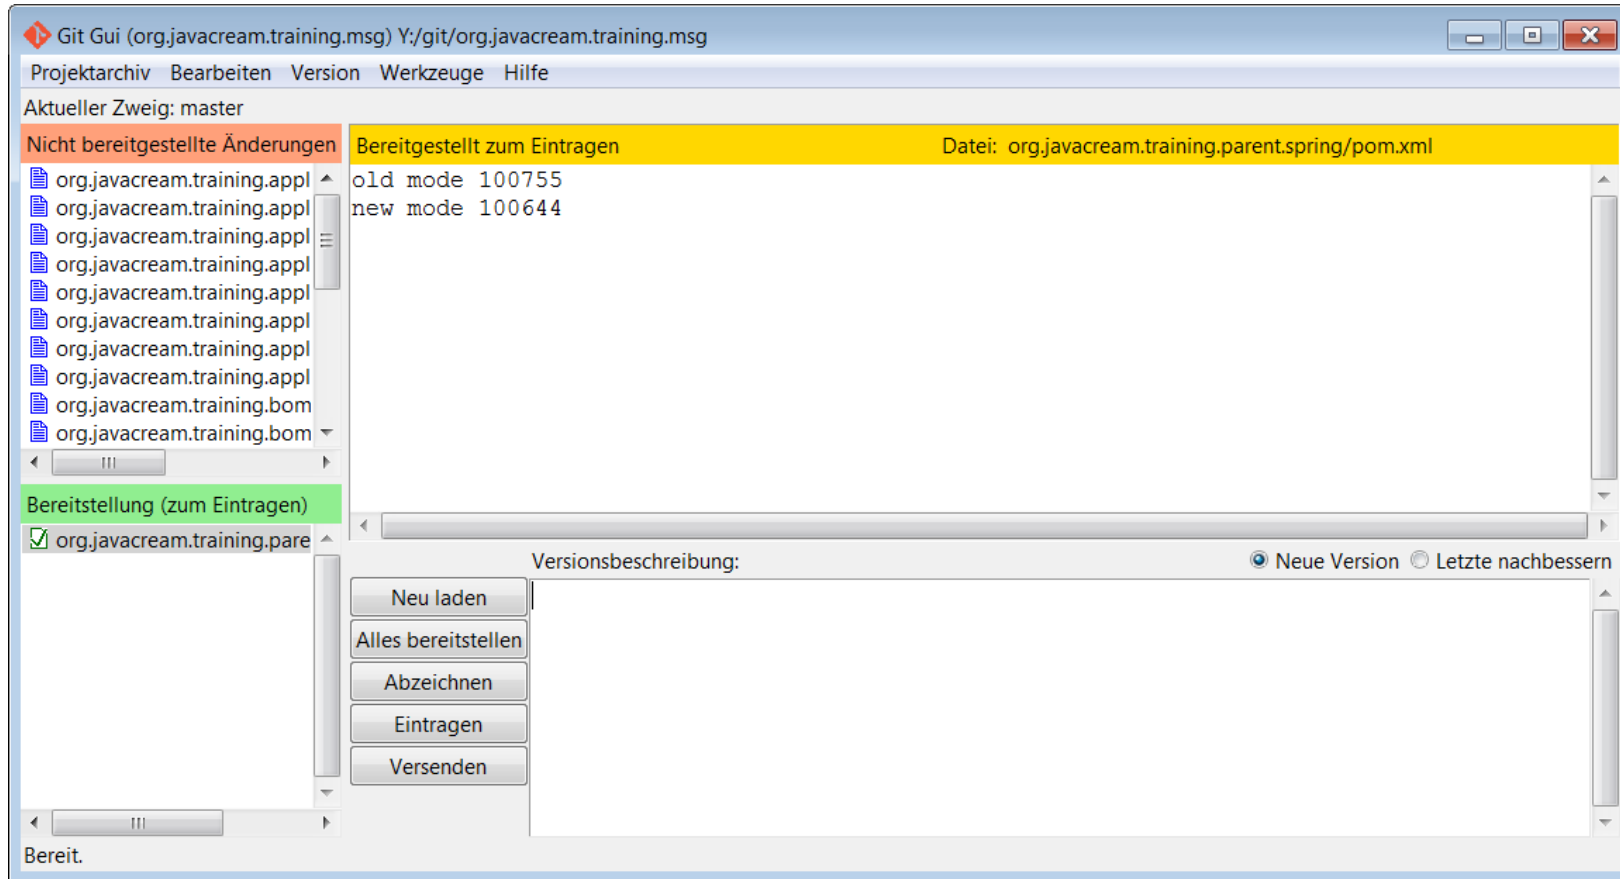 Git Gui (org.javacream.training.msg) Y:/git/org.javacream.training.msg
Projektarchiv Bearbeiten Version Werkzeuge Hilfe
Aktueller Zweig: master
Nicht bereitgestellte Änderungen
org.javacream.training.appl
org.javacream.training.appl
org.javacream.training.appl
org.javacream.training.appl
org.javacream.training.appl
org.javacream.training.appl
org.javacream.training.appl
org.javacream.training.appl
org.javacream.training.bom
org.javacream.training.bom
Bereitstellung (zum Eintragen)
org.javacream.training.pare
Bereitgestellt zum Eintragen Datei: org.javacream.training.parent.spring/pom.xml
old mode 100755
new mode 100644
Versionsbeschreibung: Neue Version Letzte nachbessern
Neu laden
Alles bereitstellen
Abzeichnen
Eintragen
Versenden
Bereit.